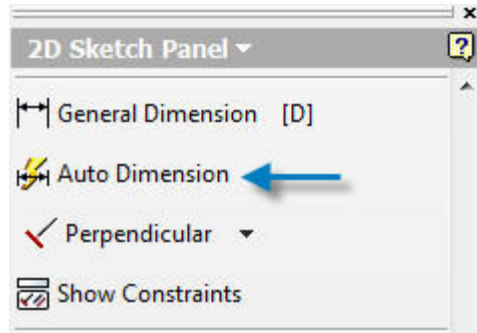 2D Sketch Panel
General Dimension [D]
Auto Dimension
Perpendicular
Show Constraints